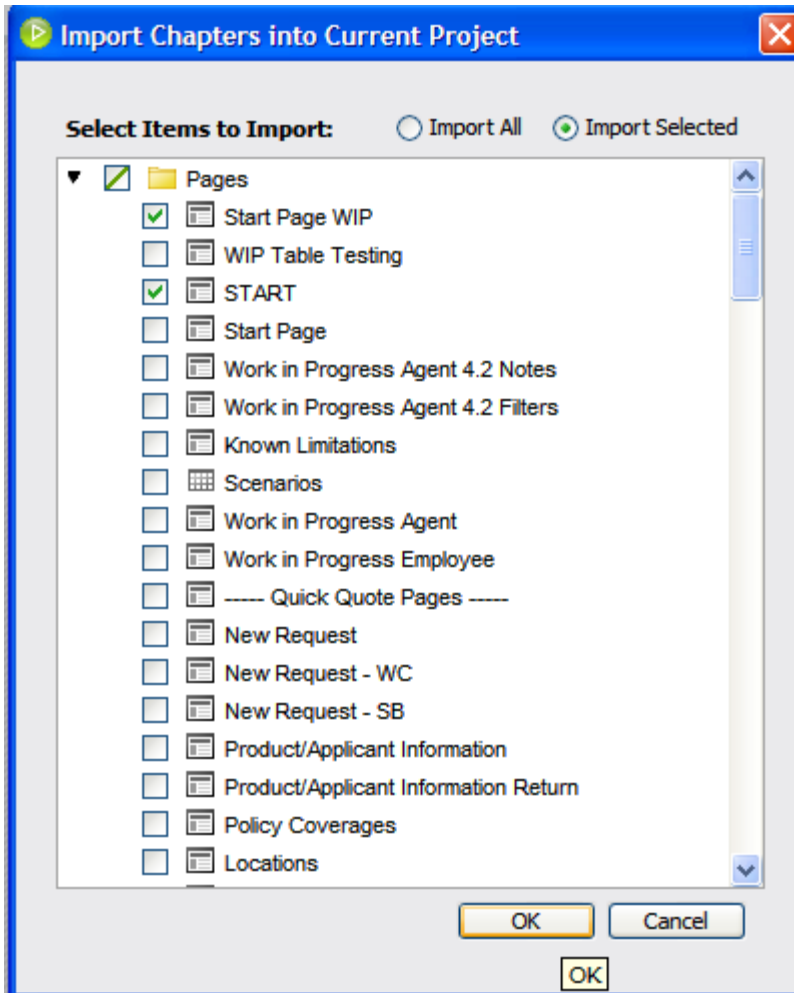 Import Chapters into Current Project
Select Items to Import: Import All Import Selected
Pages
Start Page WIP
WIP Table Testing
START
Start Page
Work in Progress Agent 4.2 Notes
Work in Progress Agent 4.2 Filters
Known Limitations
Scenarios
Work in Progress Agent
Work in Progress Employee
----- Quick Quote Pages -----
New Request
New Request - WC
New Request - SB
Product/Applicant Information
Product/Applicant Information Return
Policy Coverages
Locations
OK Cancel
OK